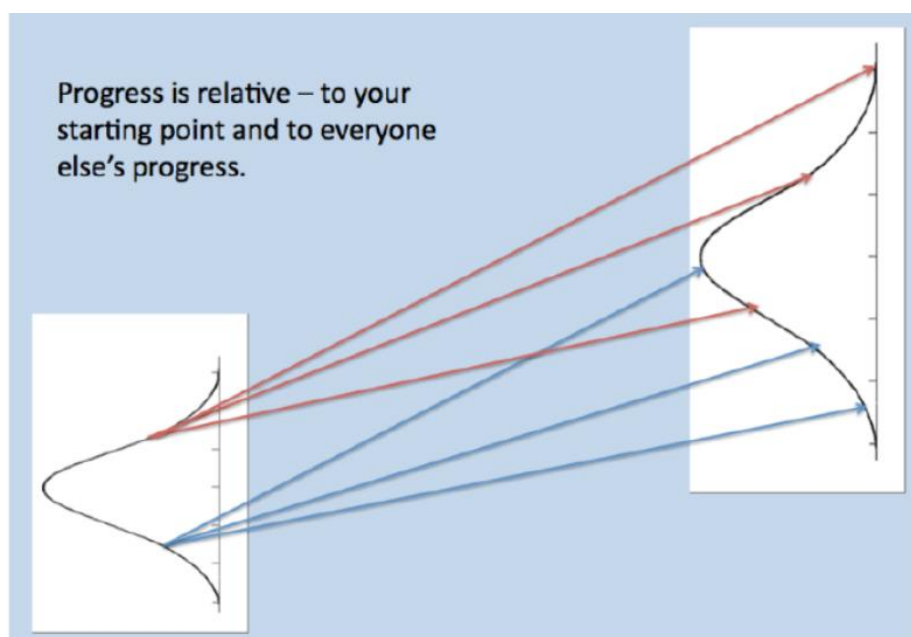 Progress is relative – to your
starting point and to everyone
else’s progress.